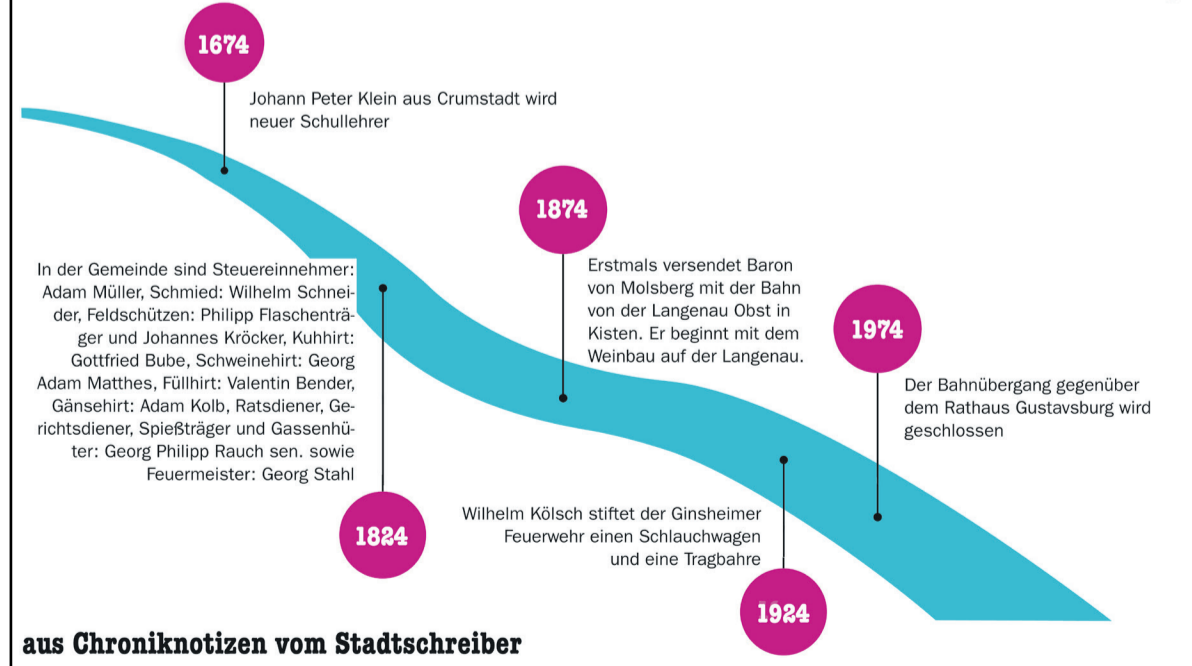 1674
Johann Peter Klein aus Crumstadt wird
neuer Schullehrer
In der Gemeinde sind Steuereinnehmer:
Adam Müller, Schmied: Wilhelm Schnei-
der, Feldschützen: Philipp Flaschenträ-
ger und Johannes Kröcker, Kuhhirt:
Gottfried Bube, Schweinehirt: Georg
Adam Matthes, Füllhirt: Valentin Bender,
Gänsehirt: Adam Kolb, Ratsdiener, Ge-
richtsdiener, Spießträger und Gassenhü-
ter: Georg Philipp Rauch sen. sowie
Feuermeister: Georg Stahl
1824
1874
Erstmals versendet Baron
von Molsberg mit der Bahn
von der Langenau Obst in
Kisten. Er beginnt mit dem
Weinbau auf der Langenau.
Wilhelm Kölsch stiftet der Ginsheimer
Feuerwehr einen Schlauchwagen
und eine Tragbahre
1924
1974
Der Bahnübergang gegenüber
dem Rathaus Gustavsburg wird
geschlossen
aus Chroniknotizen vom Stadtschreiber